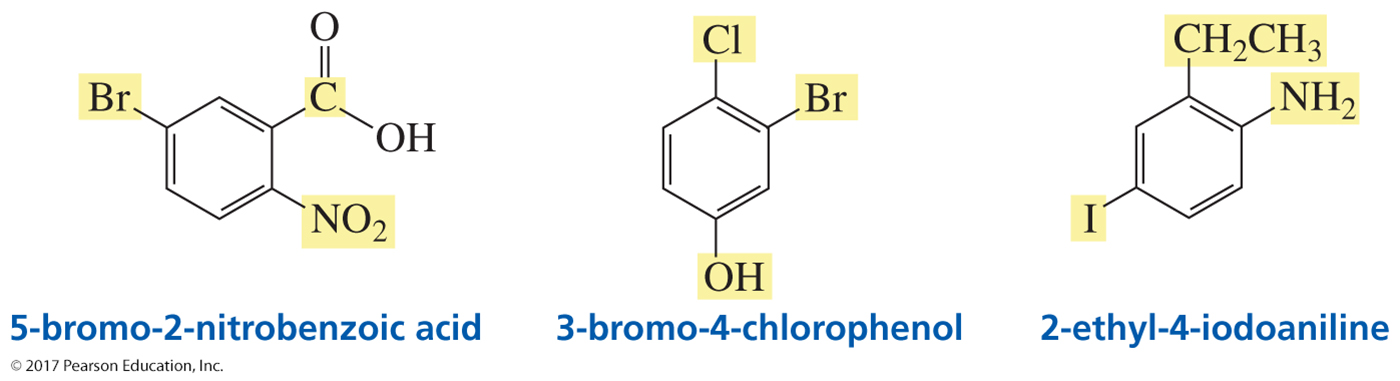 O
Br
C
OH
NO₂
Cl
Br
OH
CH₂CH₃
NH₂
I
5-bromo-2-nitrobenzoic acid
3-bromo-4-chlorophenol
2-ethyl-4-iodoaniline
© 2017 Pearson Education, Inc.